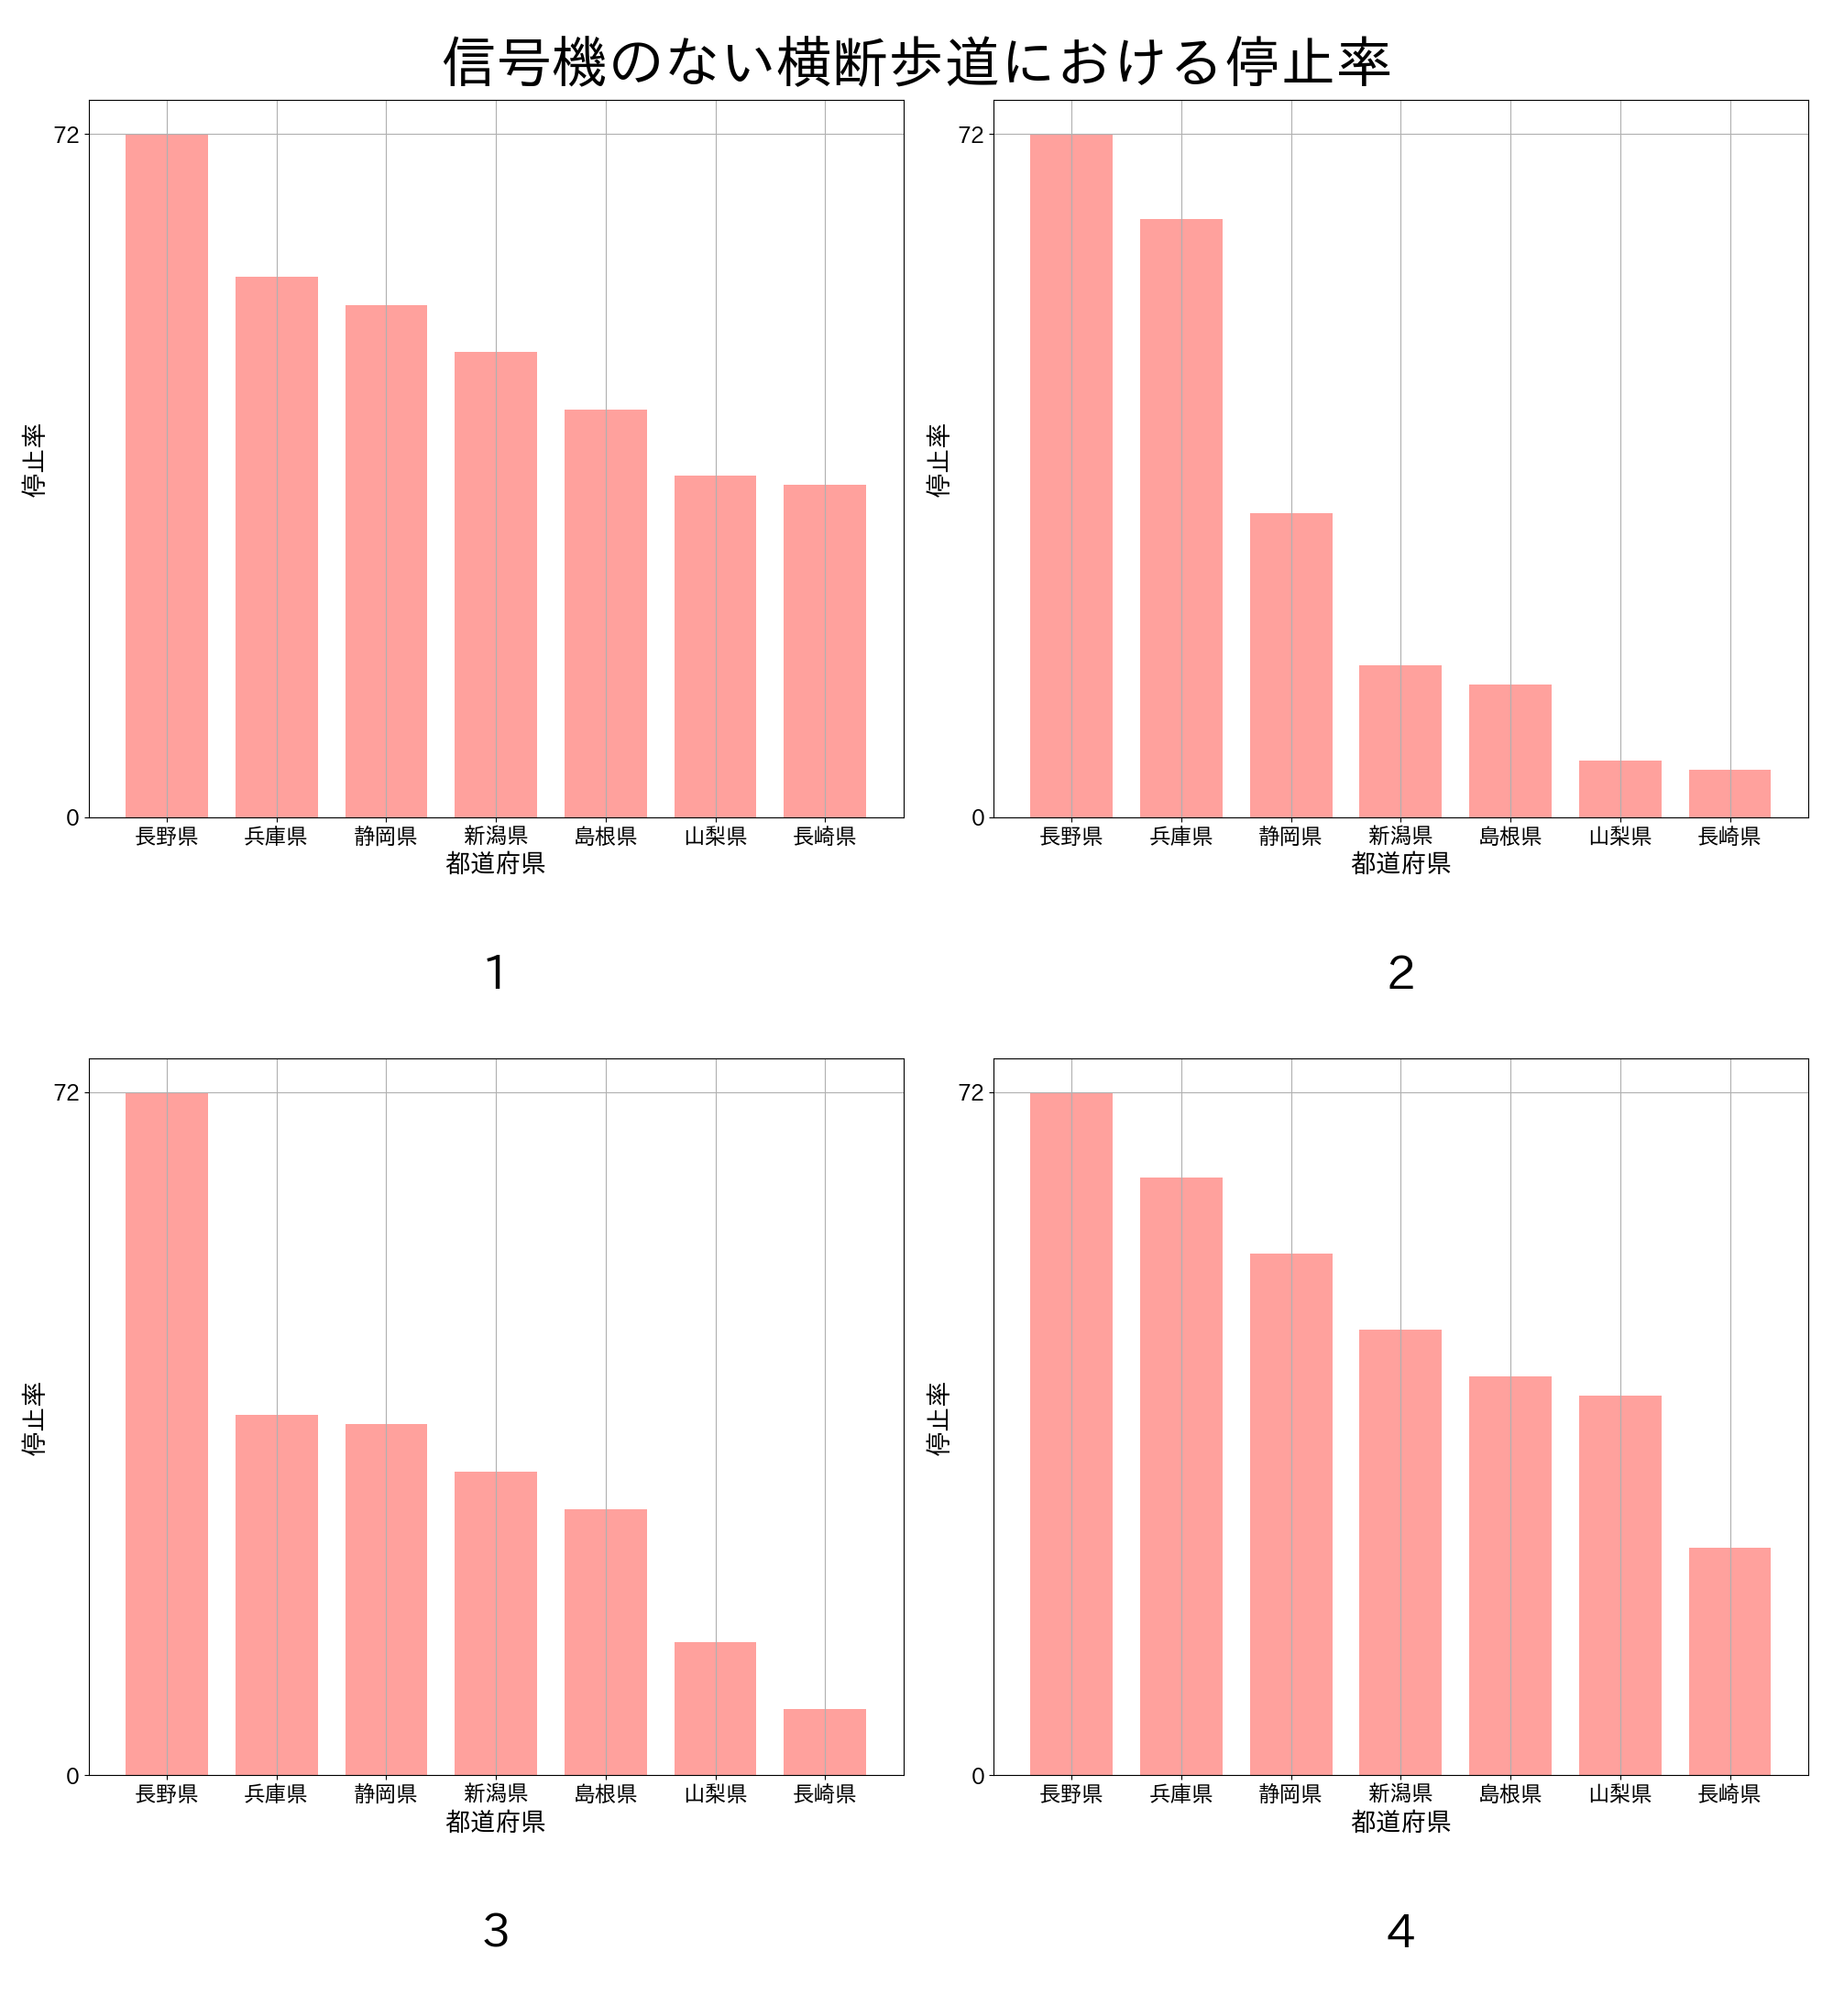 信号機のない横断歩道における停止率
72
0
停止率
長野県 兵庫県 静岡県 新潟県 島根県 山梨県 長崎県
都道府県
1
72
0
停止率
長野県 兵庫県 静岡県 新潟県 島根県 山梨県 長崎県
都道府県
2
72
0
停止率
長野県 兵庫県 静岡県 新潟県 島根県 山梨県 長崎県
都道府県
3
72
0
停止率
長野県 兵庫県 静岡県 新潟県 島根県 山梨県 長崎県
都道府県
4